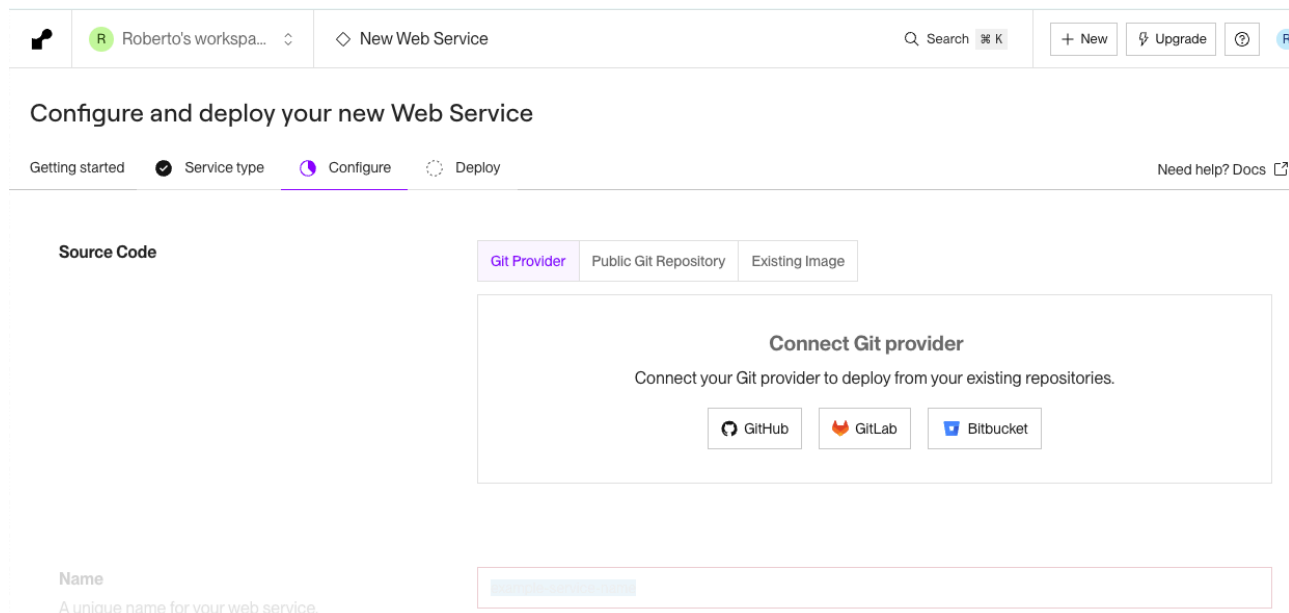 R Roberto's workspa... New Web Service Search ⌘ K + New Upgrade R
Configure and deploy your new Web Service
Getting started Service type Configure Deploy Need help? Docs
Source Code Git Provider Public Git Repository Existing Image
Connect Git provider
Connect your Git provider to deploy from your existing repositories.
GitHub GitLab Bitbucket
Name
A unique name for your web service.